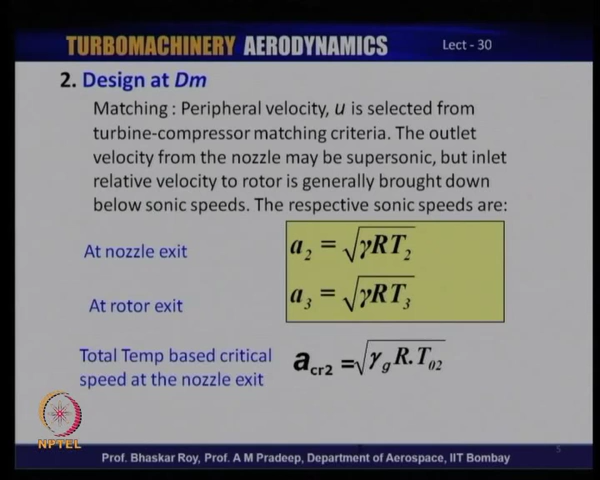 TURBOMACHINERY AERODYNAMICS
Lect - 30
2. Design at Dm
Matching : Peripheral velocity, u is selected from
turbine-compressor matching criteria. The outlet
velocity from the nozzle may be supersonic, but inlet
relative velocity to rotor is generally brought down
below sonic speeds. The respective sonic speeds are:
At nozzle exit
a₂ = √γRT₂
At rotor exit
a₃ = √γRT₃
Total Temp based critical
speed at the nozzle exit
a_cr2 = √γ_g R.T₀₂
NPTEL
Prof. Bhaskar Roy, Prof. A M Pradeep, Department of Aerospace, IIT Bombay
5